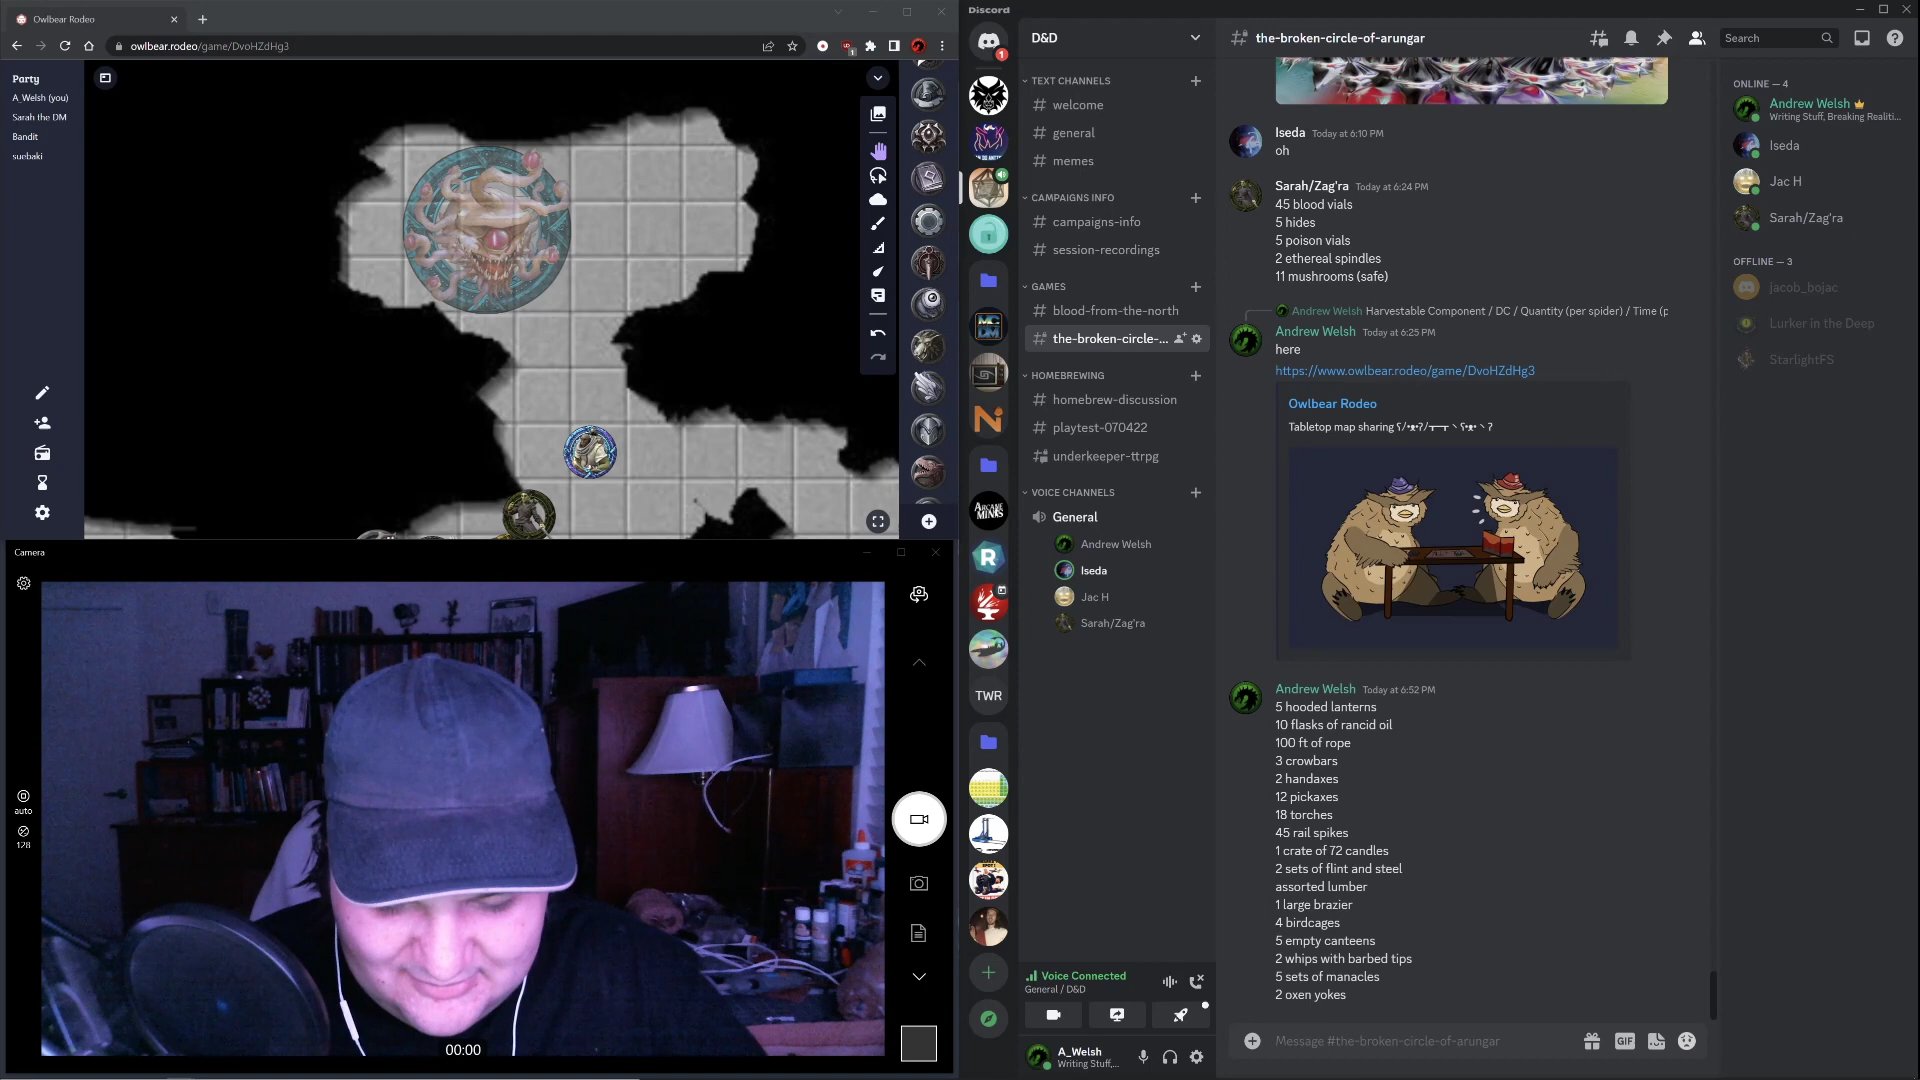 Owlbear Rodeo
owlbear.rodeo/game/DvoHZdHg3
Party
A_Welsh (you)
Sarah the DM
Bandit
suebaki
Camera
auto
128
00:00
Discord
1
TWR
ARCANE MINIS
MCDM
D&D
TEXT CHANNELS
welcome
general
memes
CAMPAIGNS INFO
campaigns-info
session-recordings
GAMES
blood-from-the-north
the-broken-circle-...
HOMEBREWING
homebrew-discussion
playtest-070422
underkeeper-ttrpg
VOICE CHANNELS
General
Andrew Welsh
Iseda
Jac H
Sarah/Zag'ra
Voice Connected
General / D&D
A_Welsh
Writing Stuff,...
the-broken-circle-of-arungar
Search
Iseda Today at 6:10 PM
oh
Sarah/Zag'ra Today at 6:24 PM
45 blood vials
5 hides
5 poison vials
2 ethereal spindles
11 mushrooms (safe)
Andrew Welsh Harvestable Component / DC / Quantity (per spider) / Time (p
Andrew Welsh Today at 6:25 PM
here
https://www.owlbear.rodeo/game/DvoHZdHg3
Owlbear Rodeo
Tabletop map sharing ʕ/·ᴥ·ʔ/┬─┬ヽʕ·ᴥ·ヽʔ
Andrew Welsh Today at 6:52 PM
5 hooded lanterns
10 flasks of rancid oil
100 ft of rope
3 crowbars
2 handaxes
12 pickaxes
18 torches
45 rail spikes
1 crate of 72 candles
2 sets of flint and steel
assorted lumber
1 large brazier
4 birdcages
5 empty canteens
2 whips with barbed tips
5 sets of manacles
2 oxen yokes
Message #the-broken-circle-of-arungar
GIF
ONLINE — 4
Andrew Welsh
Writing Stuff, Breaking Realiti...
Iseda
Jac H
Sarah/Zag'ra
OFFLINE — 3
jacob_bojac
Lurker in the Deep
StarlightFS